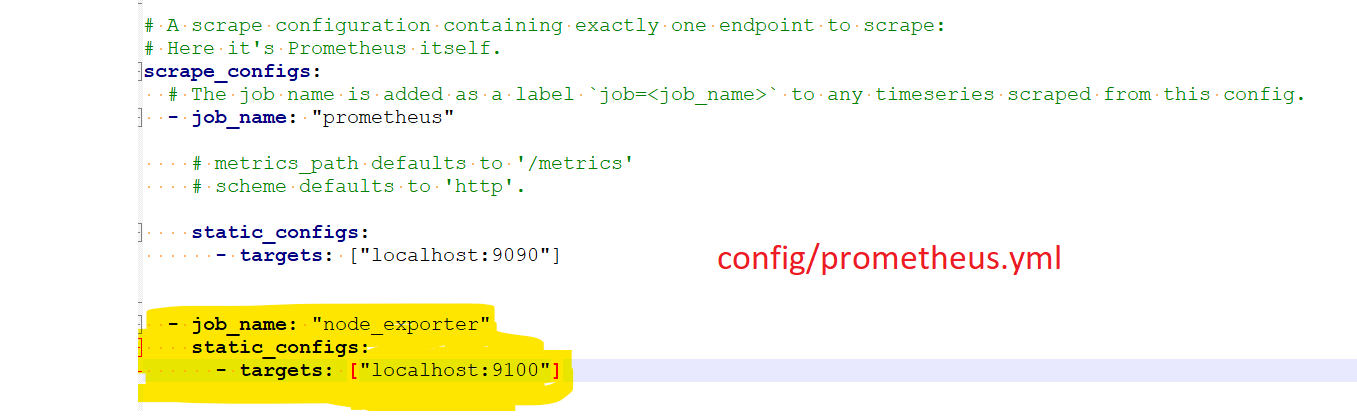 # A scrape configuration containing exactly one endpoint to scrape:
# Here it's Prometheus itself.
scrape_configs:
  # The job name is added as a label `job=<job_name>` to any timeseries scraped from this config.
  - job_name: "prometheus"
    # metrics_path defaults to '/metrics'
    # scheme defaults to 'http'.
    static_configs:
      - targets: ["localhost:9090"]
config/prometheus.yml
  - job_name: "node_exporter"
    static_configs:
      - targets: ["localhost:9100"]